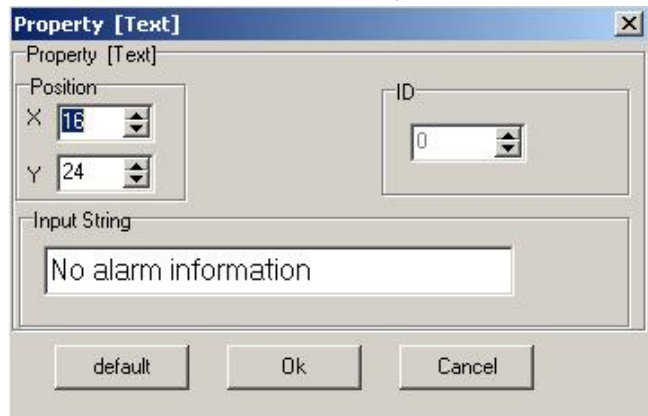 Property [Text]
Property [Text]
Position
ID
X 16
0
Y 24
Input String
No alarm information
default Ok Cancel